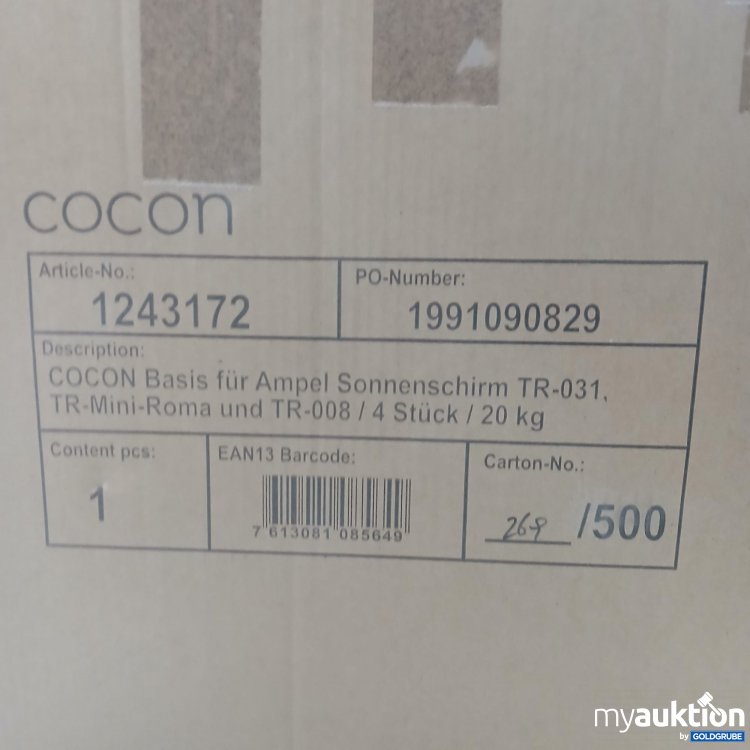 cocon
Article-No.:
1243172
PO-Number:
1991090829
Description:
COCON Basis für Ampel Sonnenschirm TR-031,
TR-Mini-Roma und TR-008 / 4 Stück / 20 kg
Content pcs:
1
EAN13 Barcode:
7 613081 085649
Carton-No.:
269 /500
myauktion
by GOLDGRUBE